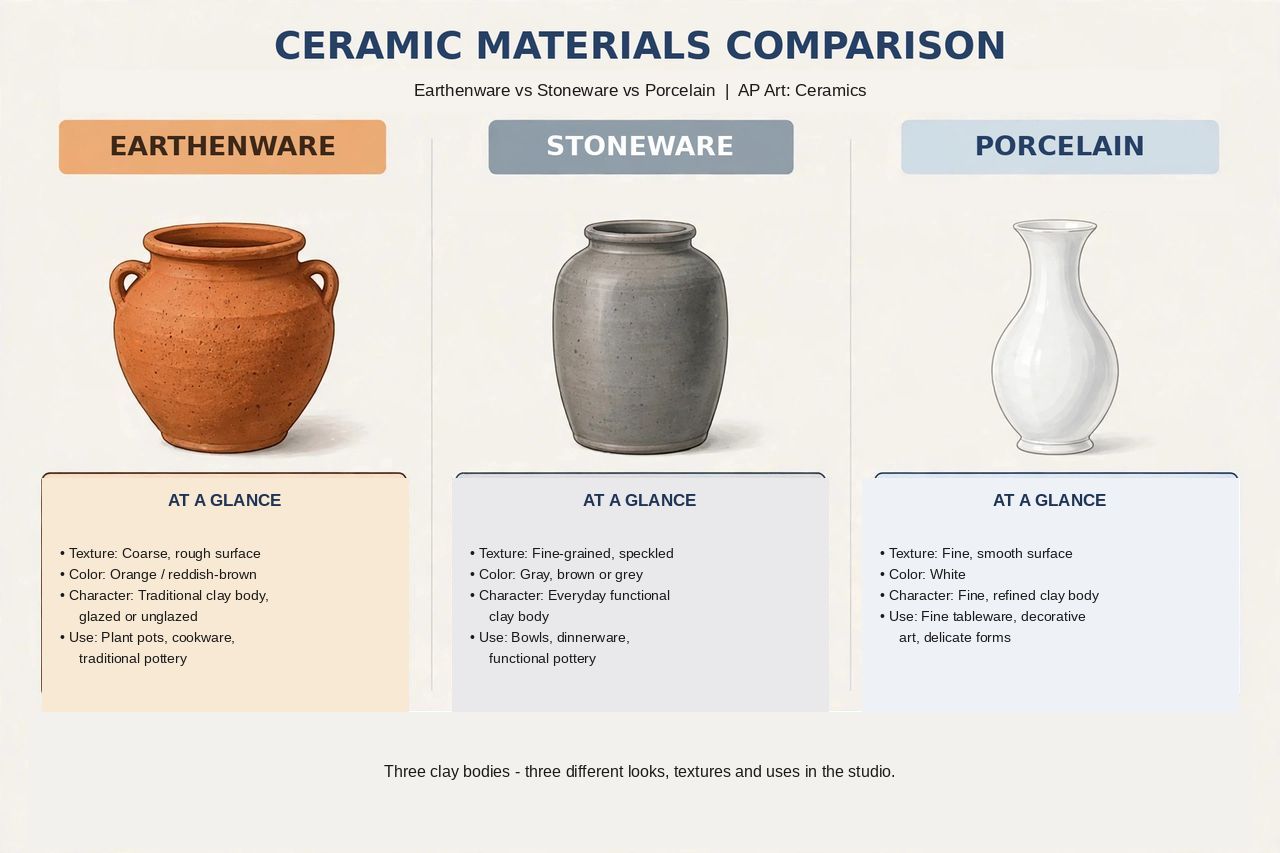 CERAMIC MATERIALS COMPARISON
Earthenware vs Stoneware vs Porcelain | AP Art: Ceramics
EARTHENWARE
AT A GLANCE
• Texture: Coarse, rough surface
• Color: Orange / reddish-brown
• Character: Traditional clay body,
glazed or unglazed
• Use: Plant pots, cookware,
traditional pottery
STONEWARE
AT A GLANCE
• Texture: Fine-grained, speckled
• Color: Gray, brown or grey
• Character: Everyday functional
clay body
• Use: Bowls, dinnerware,
functional pottery
PORCELAIN
AT A GLANCE
• Texture: Fine, smooth surface
• Color: White
• Character: Fine, refined clay body
• Use: Fine tableware, decorative
art, delicate forms
Three clay bodies - three different looks, textures and uses in the studio.